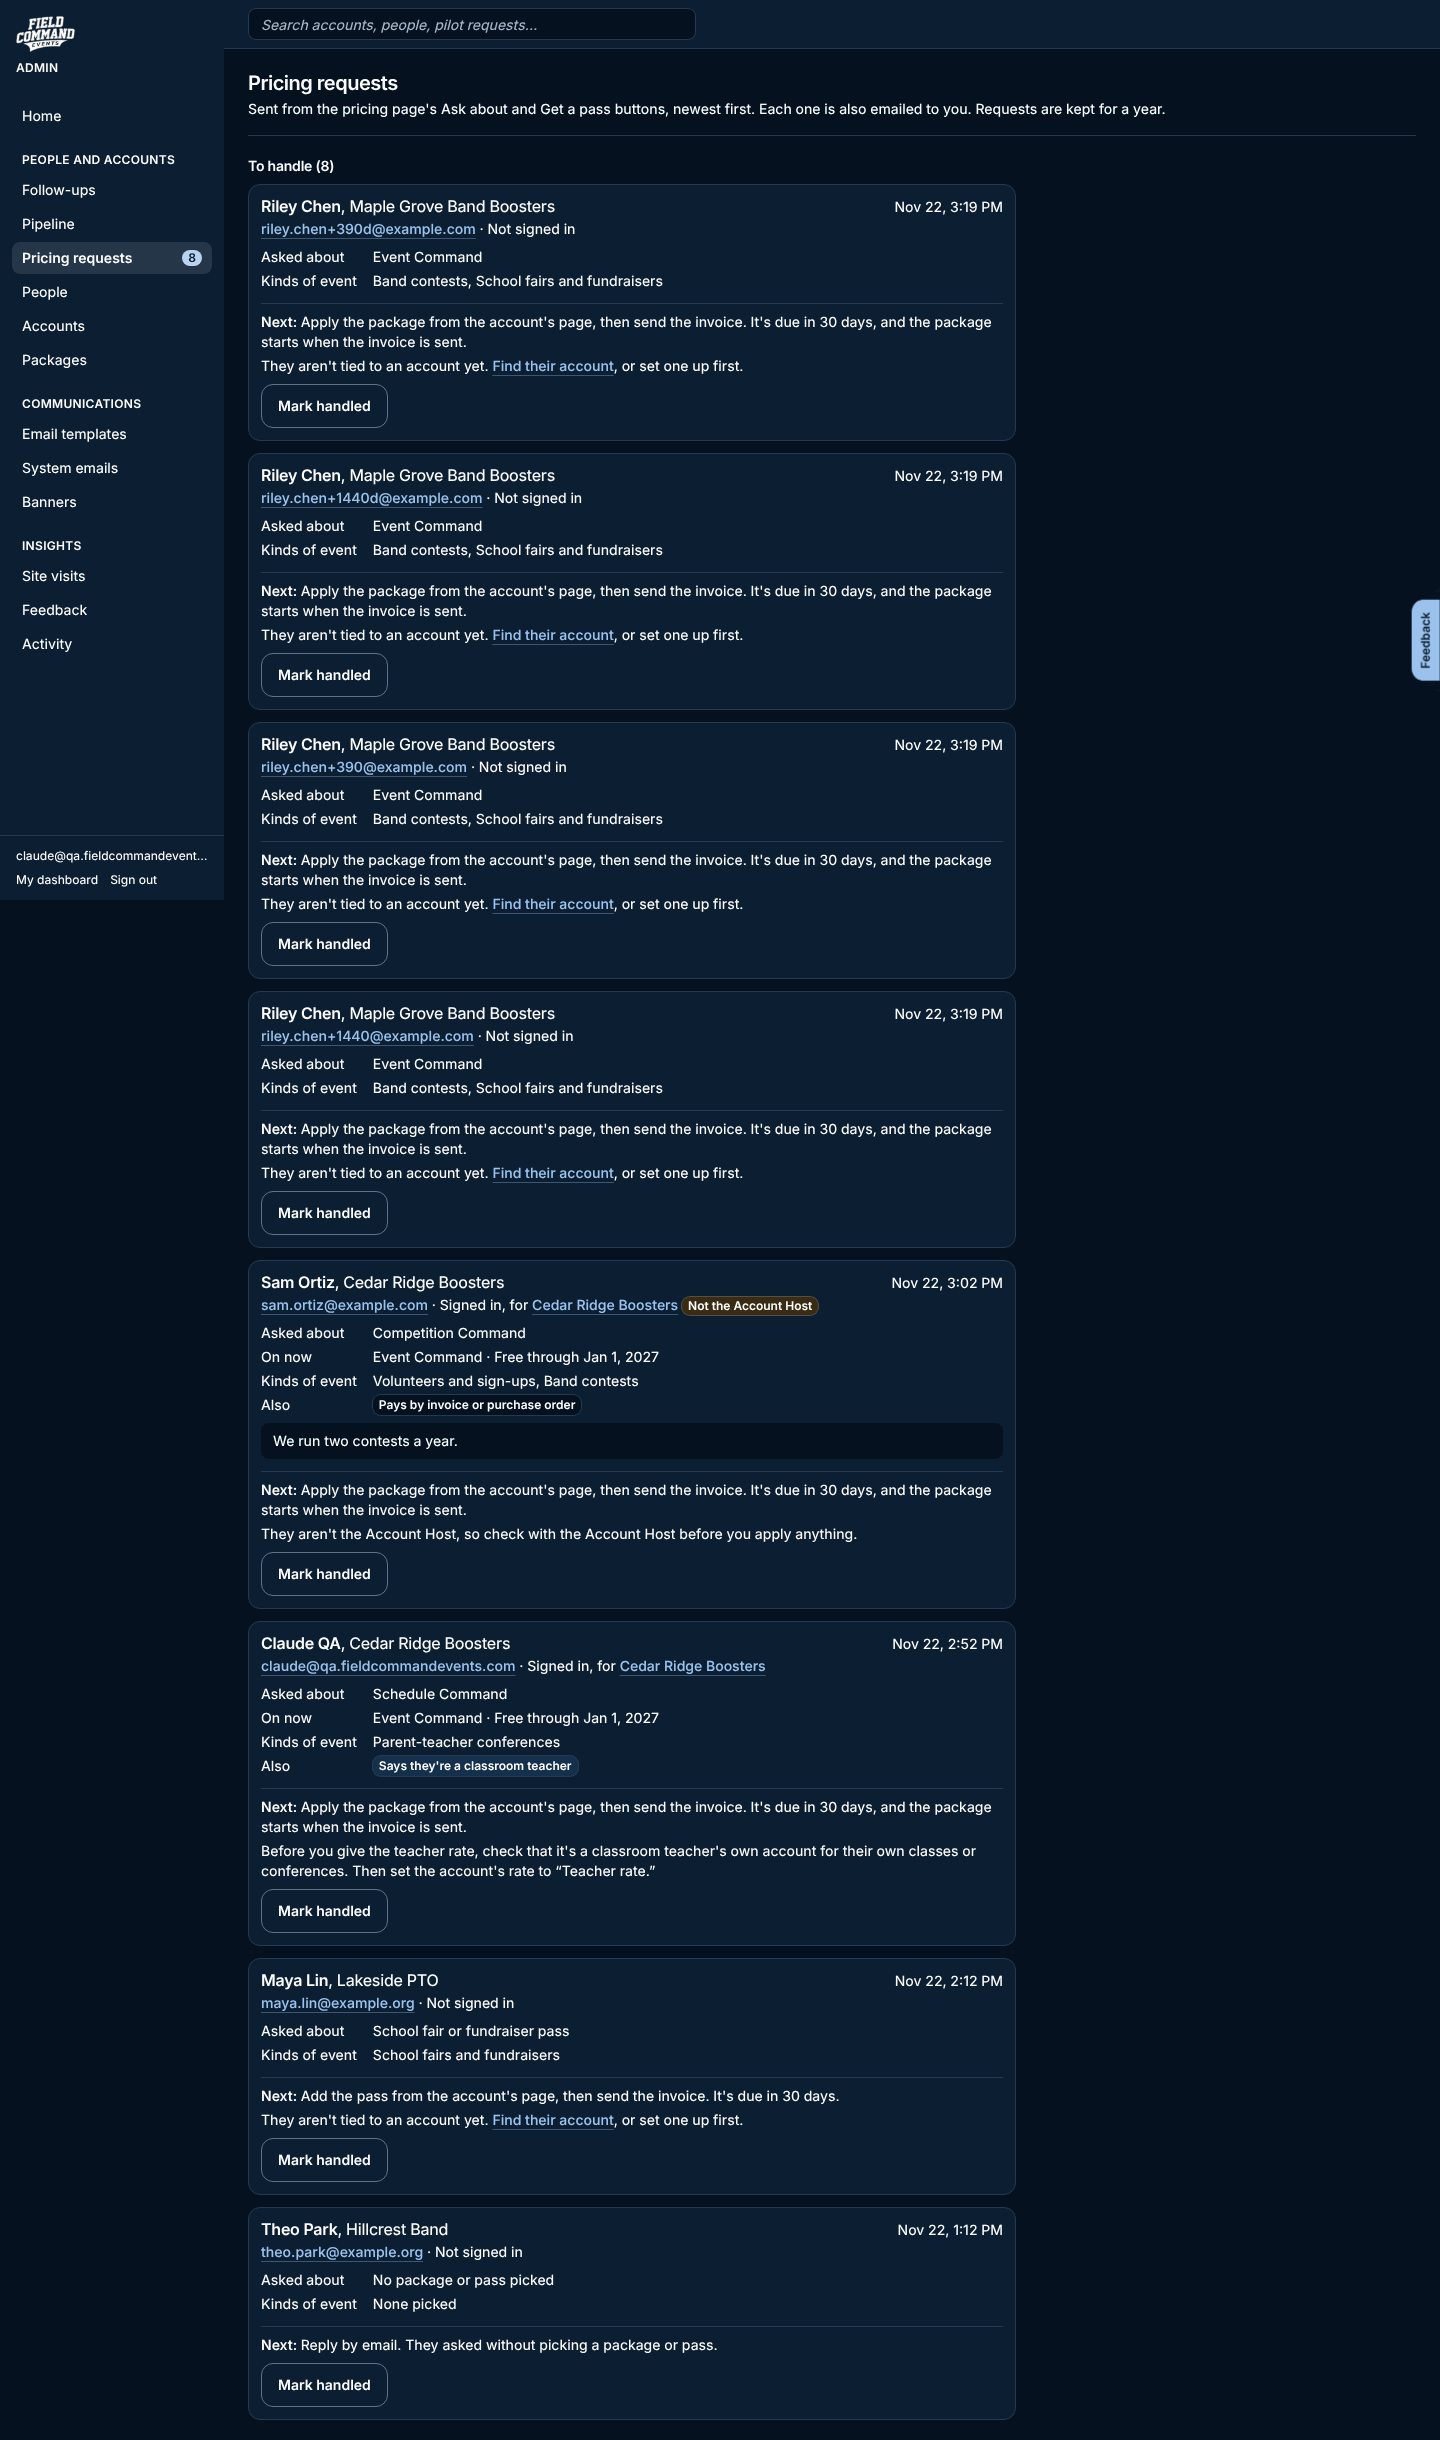 FIELD
COMMAND
EVENTS
ADMIN
Home
PEOPLE AND ACCOUNTS
Follow-ups
Pipeline
Pricing requests 8
People
Accounts
Packages
COMMUNICATIONS
Email templates
System emails
Banners
INSIGHTS
Site visits
Feedback
Activity
claude@qa.fieldcommandevent...
My dashboard Sign out
Search accounts, people, pilot requests...
Pricing requests
Sent from the pricing page's Ask about and Get a pass buttons, newest first. Each one is also emailed to you. Requests are kept for a year.
To handle (8)
Riley Chen, Maple Grove Band Boosters Nov 22, 3:19 PM
riley.chen+390d@example.com · Not signed in
Asked about Event Command
Kinds of event Band contests, School fairs and fundraisers
Next: Apply the package from the account's page, then send the invoice. It's due in 30 days, and the package
starts when the invoice is sent.
They aren't tied to an account yet. Find their account, or set one up first.
Mark handled
Riley Chen, Maple Grove Band Boosters Nov 22, 3:19 PM
riley.chen+1440d@example.com · Not signed in
Asked about Event Command
Kinds of event Band contests, School fairs and fundraisers
Next: Apply the package from the account's page, then send the invoice. It's due in 30 days, and the package
starts when the invoice is sent.
They aren't tied to an account yet. Find their account, or set one up first.
Mark handled
Riley Chen, Maple Grove Band Boosters Nov 22, 3:19 PM
riley.chen+390@example.com · Not signed in
Asked about Event Command
Kinds of event Band contests, School fairs and fundraisers
Next: Apply the package from the account's page, then send the invoice. It's due in 30 days, and the package
starts when the invoice is sent.
They aren't tied to an account yet. Find their account, or set one up first.
Mark handled
Riley Chen, Maple Grove Band Boosters Nov 22, 3:19 PM
riley.chen+1440@example.com · Not signed in
Asked about Event Command
Kinds of event Band contests, School fairs and fundraisers
Next: Apply the package from the account's page, then send the invoice. It's due in 30 days, and the package
starts when the invoice is sent.
They aren't tied to an account yet. Find their account, or set one up first.
Mark handled
Sam Ortiz, Cedar Ridge Boosters Nov 22, 3:02 PM
sam.ortiz@example.com · Signed in, for Cedar Ridge Boosters Not the Account Host
Asked about Competition Command
On now Event Command · Free through Jan 1, 2027
Kinds of event Volunteers and sign-ups, Band contests
Also Pays by invoice or purchase order
We run two contests a year.
Next: Apply the package from the account's page, then send the invoice. It's due in 30 days, and the package
starts when the invoice is sent.
They aren't the Account Host, so check with the Account Host before you apply anything.
Mark handled
Claude QA, Cedar Ridge Boosters Nov 22, 2:52 PM
claude@qa.fieldcommandevents.com · Signed in, for Cedar Ridge Boosters
Asked about Schedule Command
On now Event Command · Free through Jan 1, 2027
Kinds of event Parent-teacher conferences
Also Says they're a classroom teacher
Next: Apply the package from the account's page, then send the invoice. It's due in 30 days, and the package
starts when the invoice is sent.
Before you give the teacher rate, check that it's a classroom teacher's own account for their own classes or
conferences. Then set the account's rate to “Teacher rate.”
Mark handled
Maya Lin, Lakeside PTO Nov 22, 2:12 PM
maya.lin@example.org · Not signed in
Asked about School fair or fundraiser pass
Kinds of event School fairs and fundraisers
Next: Add the pass from the account's page, then send the invoice. It's due in 30 days.
They aren't tied to an account yet. Find their account, or set one up first.
Mark handled
Theo Park, Hillcrest Band Nov 22, 1:12 PM
theo.park@example.org · Not signed in
Asked about No package or pass picked
Kinds of event None picked
Next: Reply by email. They asked without picking a package or pass.
Mark handled
Feedback